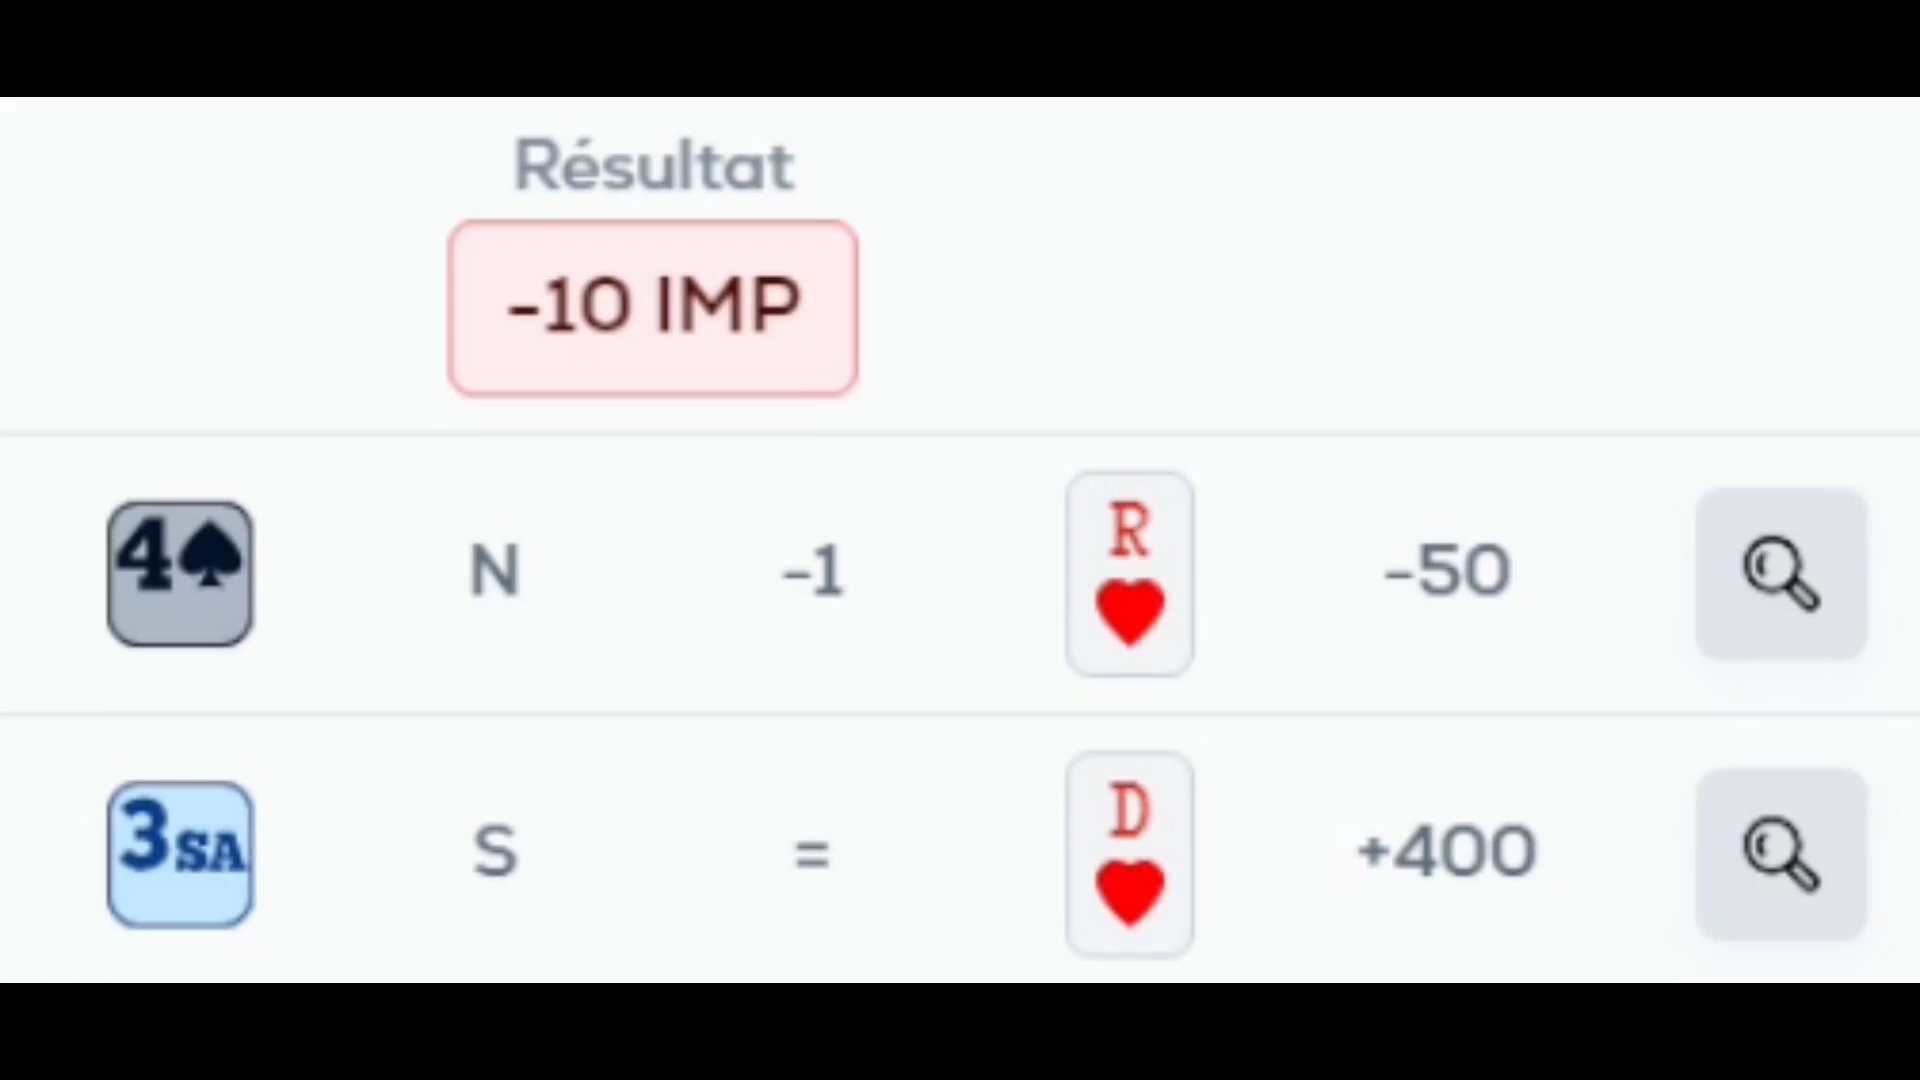 Résultat
-10 IMP
4♠ N -1 R♥ -50
3SA S = D♥ +400